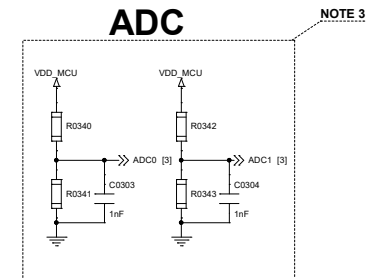 ADC
NOTE 3
VDD_MCU
VDD_MCU
R0340
R0342
ADC0 [3]
ADC1 [3]
R0341
C0303
R0343
C0304
1nF
1nF